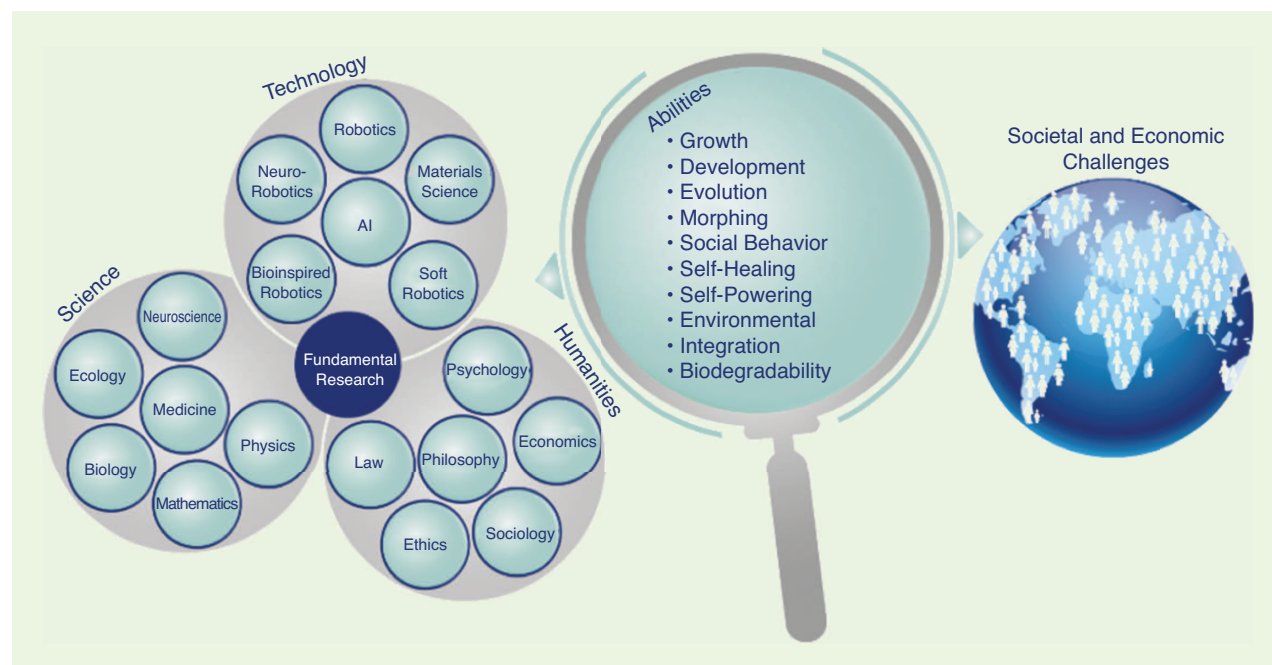 Technology
Robotics
Neuro-
Robotics
Materials
Science
AI
Bioinspired
Robotics
Soft
Robotics
Science
Neuroscience
Ecology
Medicine
Physics
Biology
Mathematics
Fundamental
Research
Humanities
Psychology
Economics
Law
Philosophy
Ethics
Sociology
Abilities
• Growth
• Development
• Evolution
• Morphing
• Social Behavior
• Self-Healing
• Self-Powering
• Environmental
• Integration
• Biodegradability
Societal and Economic
Challenges